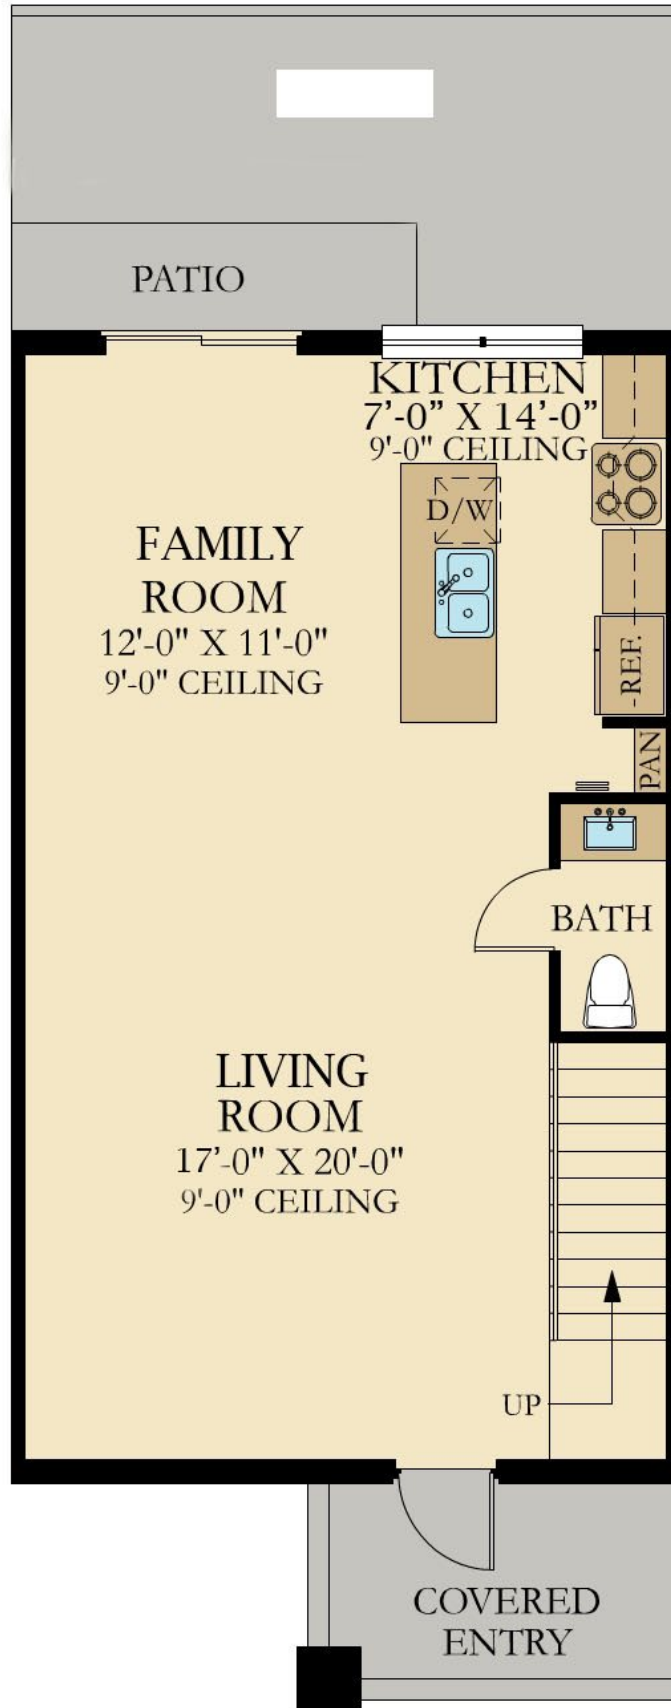 PATIO
KITCHEN
7'-0" X 14'-0"
9'-0" CEILING
D/W
FAMILY
ROOM
12'-0" X 11'-0"
9'-0" CEILING
REF.
PAN
BATH
LIVING
ROOM
17'-0" X 20'-0"
9'-0" CEILING
UP
COVERED
ENTRY